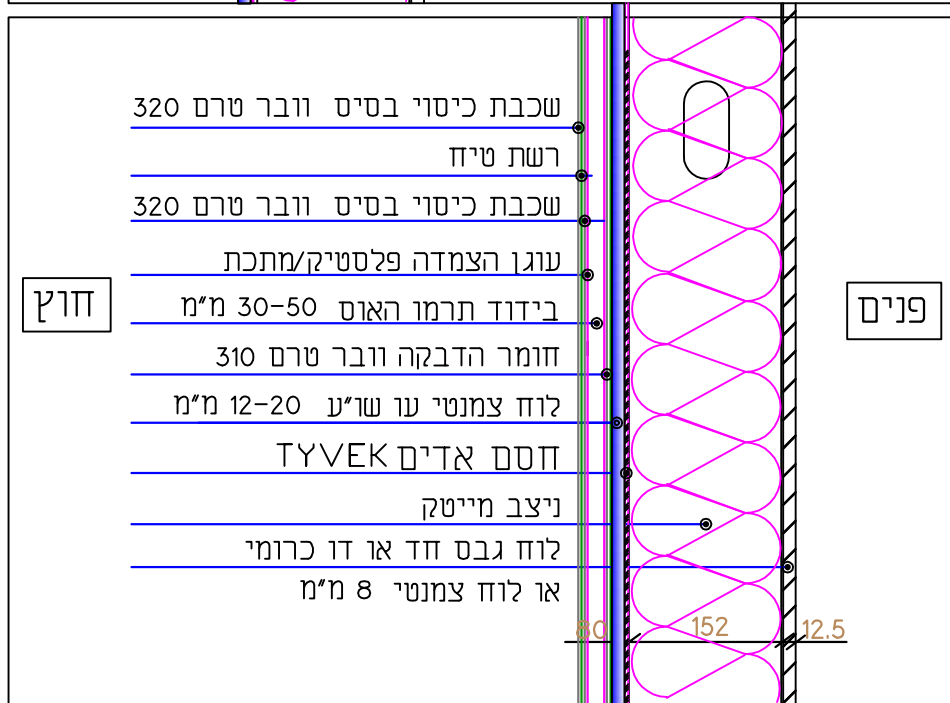 שכבת כיסוי בסיס וובר טרם 320
רשת טיח
שכבת כיסוי בסיס וובר טרם 320
עוגן הצמדה פלסטיק/מתכת
בידוד תרמו האוס 30-50 מ"מ
חומר הדבקה וובר טרם 310
לוח צמנטי עו שו"ע 12-20 מ"מ
חסם אדים TYVEK
ניצב מייטק
לוח גבס חד או דו כרומי
או לוח צמנטי 8 מ"מ
חוץ
פנים
80 152 12.5